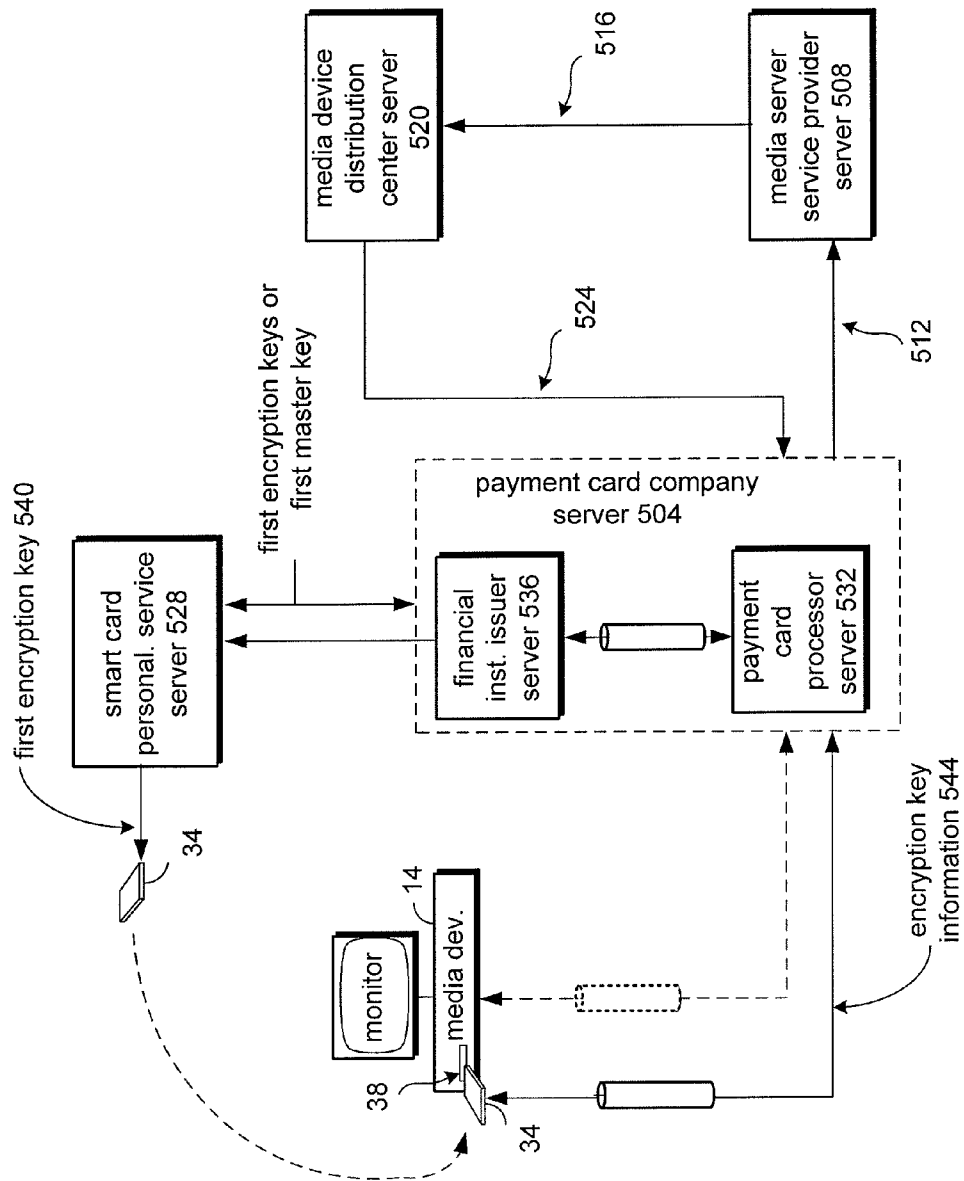 first encryption key 540
34
smart card
personal. service
server 528
first encryption keys or
first master key
media device
distribution
center server
520
516
524
monitor
14
media dev.
38
34
financial
inst. issuer
server 536
payment card company
server 504
payment
card
processor
server 532
512
media server
service provider
server 508
encryption key
information 544